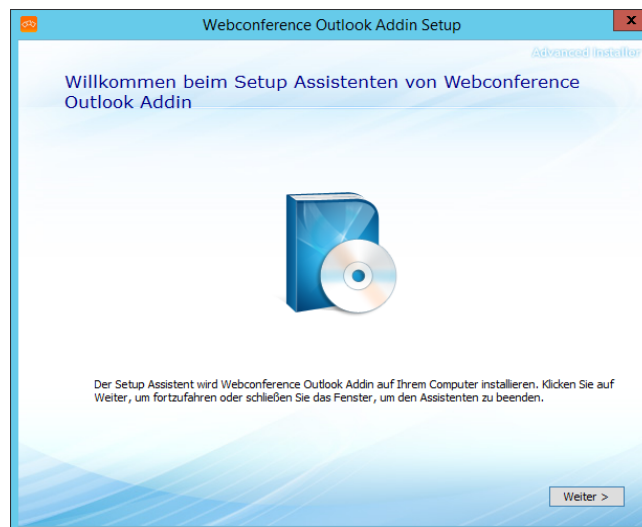 Webconference Outlook Addin Setup
x
Advanced Installer
Willkommen beim Setup Assistenten von Webconference
Outlook Addin
Der Setup Assistent wird Webconference Outlook Addin auf Ihrem Computer installieren. Klicken Sie auf
Weiter, um fortzufahren oder schließen Sie das Fenster, um den Assistenten zu beenden.
Weiter >